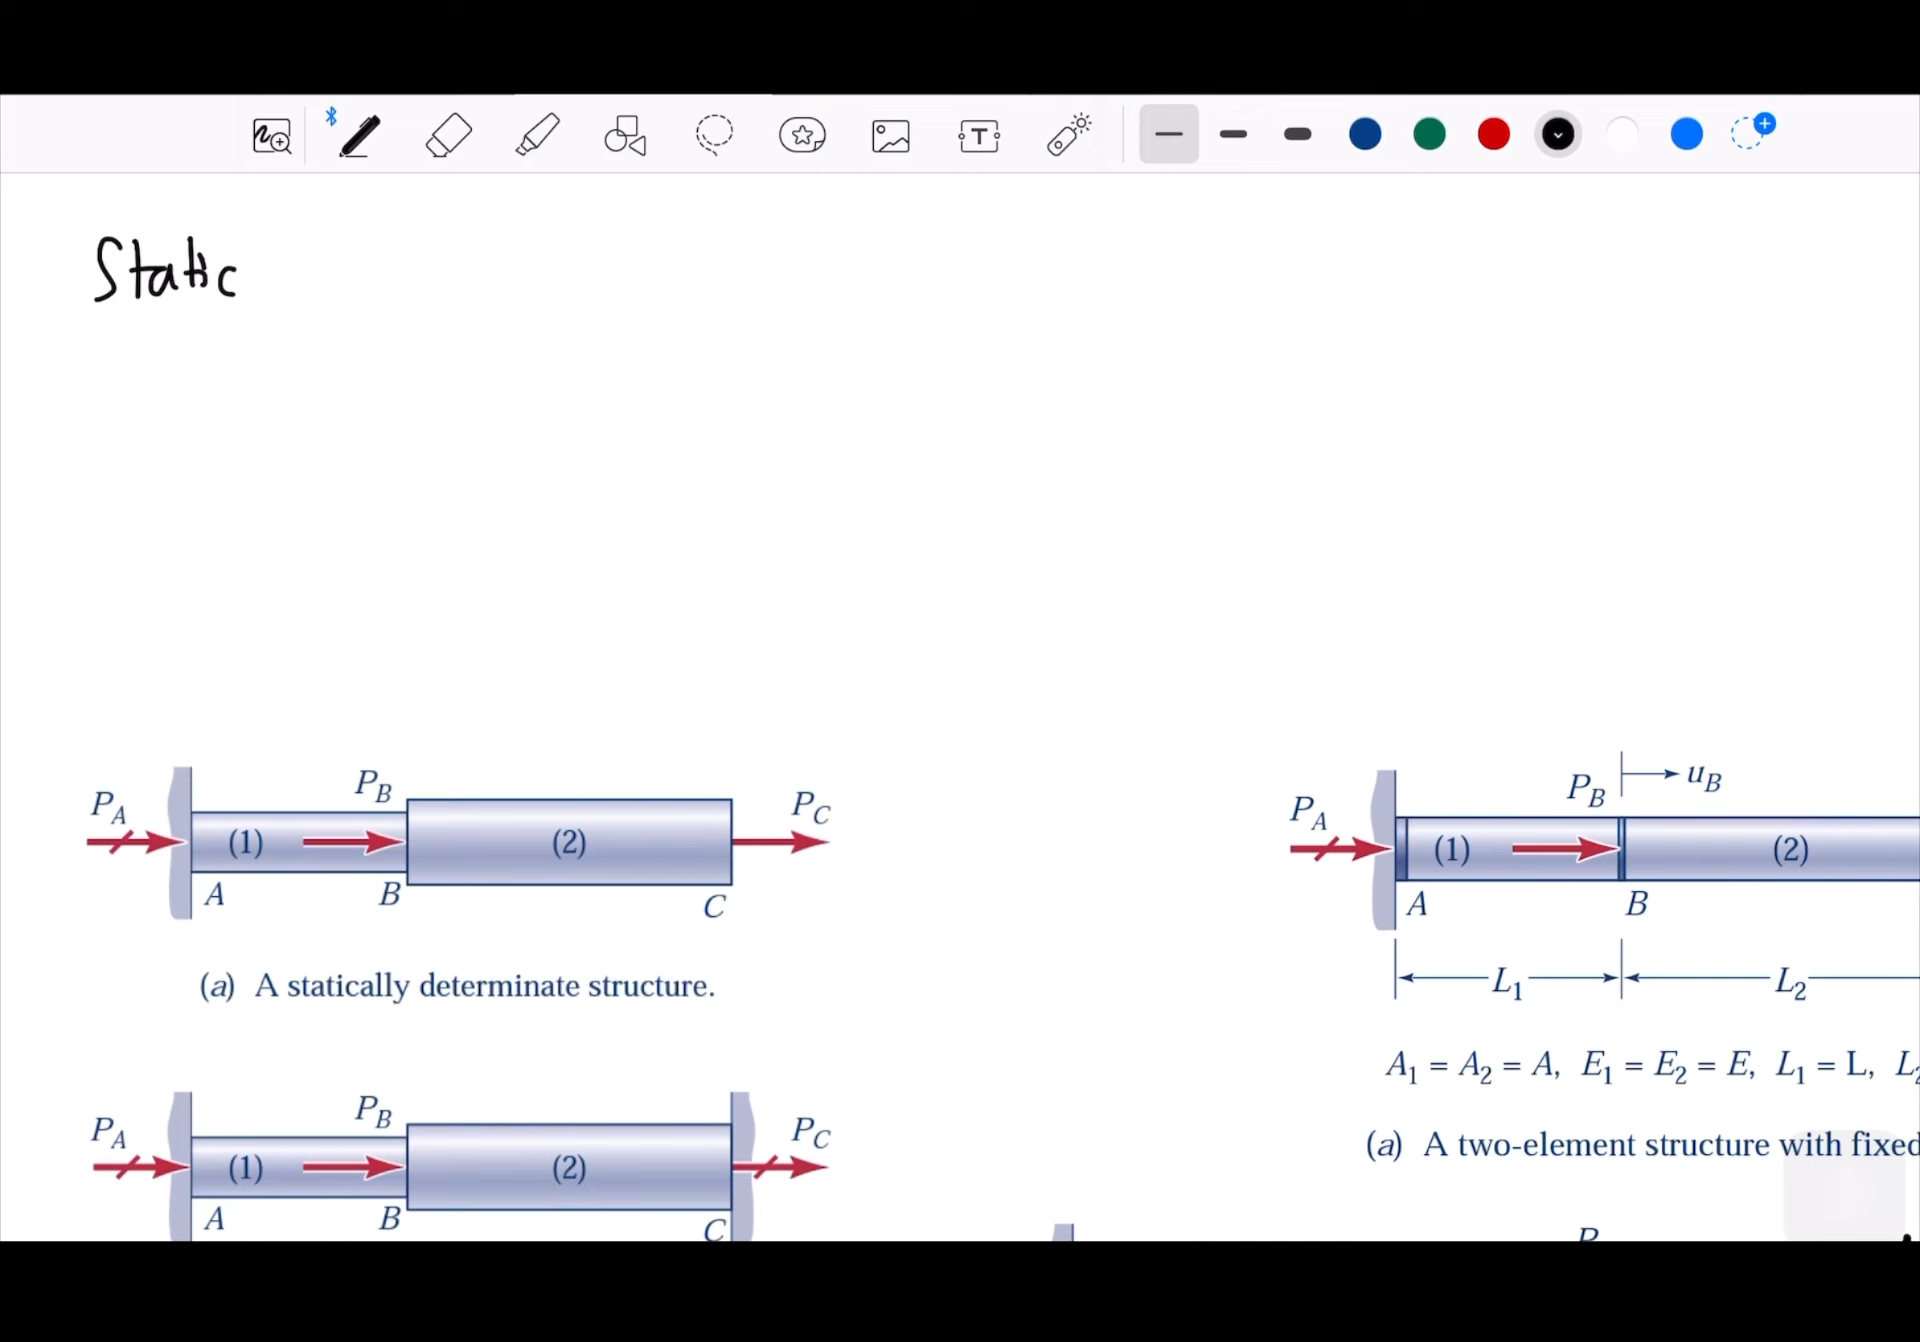 Static
P_A
(1)
P_B
(2)
P_C
A
B
C
(a) A statically determinate structure.
P_A
(1)
P_B
(2)
P_C
A
B
C
P_A
(1)
P_B
u_B
(2)
A
B
L_1
L_2
A_1 = A_2 = A, E_1 = E_2 = E, L_1 = L,
(a) A two-element structure with fixed